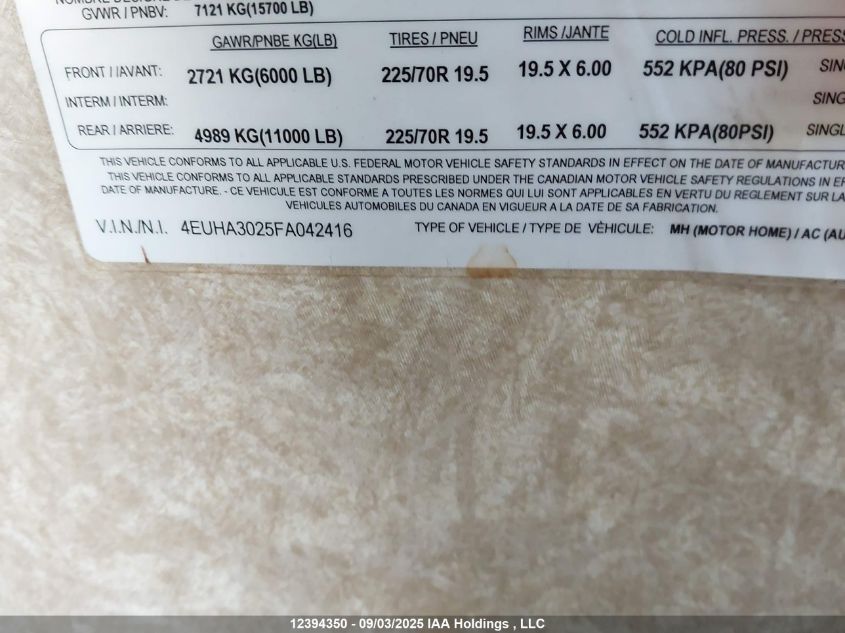 GVWR / PNBV: 7121 KG(15700 LB)
GAWR/PNBE KG(LB) TIRES / PNEU RIMS /JANTE COLD INFL. PRESS. / PRESS
FRONT / /AVANT: 2721 KG(6000 LB) 225/70R 19.5 19.5 X 6.00 552 KPA(80 PSI)
INTERM / INTERM:
REAR / ARRIERE: 4989 KG(11000 LB) 225/70R 19.5 19.5 X 6.00 552 KPA(80PSI) SINGL
THIS VEHICLE CONFORMS TO ALL APPLICABLE U.S. FEDERAL MOTOR VEHICLE SAFETY STANDARDS IN EFFECT ON THE DATE OF MANUFACTUR
THIS VEHICLE CONFORMS TO ALL APPLICABLE STANDARDS PRESCRIBED UNDER THE CANADIAN MOTOR VEHICLE SAFETY REGULATIONS IN EF
DATE OF MANUFACTURE. - CE VEHICULE EST CONFORME A TOUTES LES NORMES QUI LUI SONT APPLICABLES EN VERTU DU REGLEMENT SUR LA
VEHICULES AUTOMOBILES DU CANADA EN VIGUEUR A LA DATE DE SA FABRICATION.
V.I.N./N.I. 4EUHA3025FA042416 TYPE OF VEHICLE / TYPE DE VÈHICULE: MH (MOTOR HOME) / AC (AU
12394350 - 09/03/2025 IAA Holdings , LLC